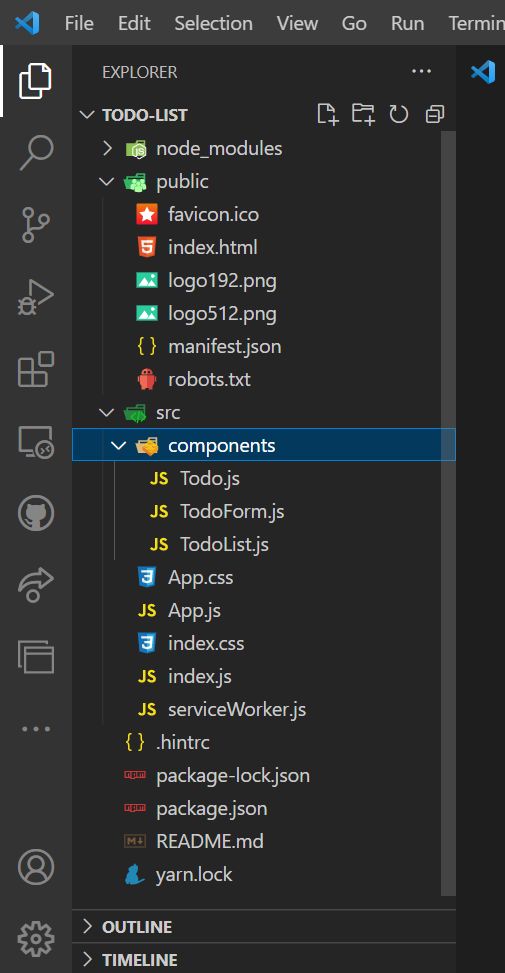 File Edit Selection View Go Run Termin
EXPLORER
TODO-LIST
node_modules
public
favicon.ico
index.html
logo192.png
logo512.png
manifest.json
robots.txt
src
components
JS Todo.js
JS TodoForm.js
JS TodoList.js
App.css
JS App.js
index.css
JS index.js
JS serviceWorker.js
.hintrc
package-lock.json
package.json
README.md
yarn.lock
OUTLINE
TIMELINE